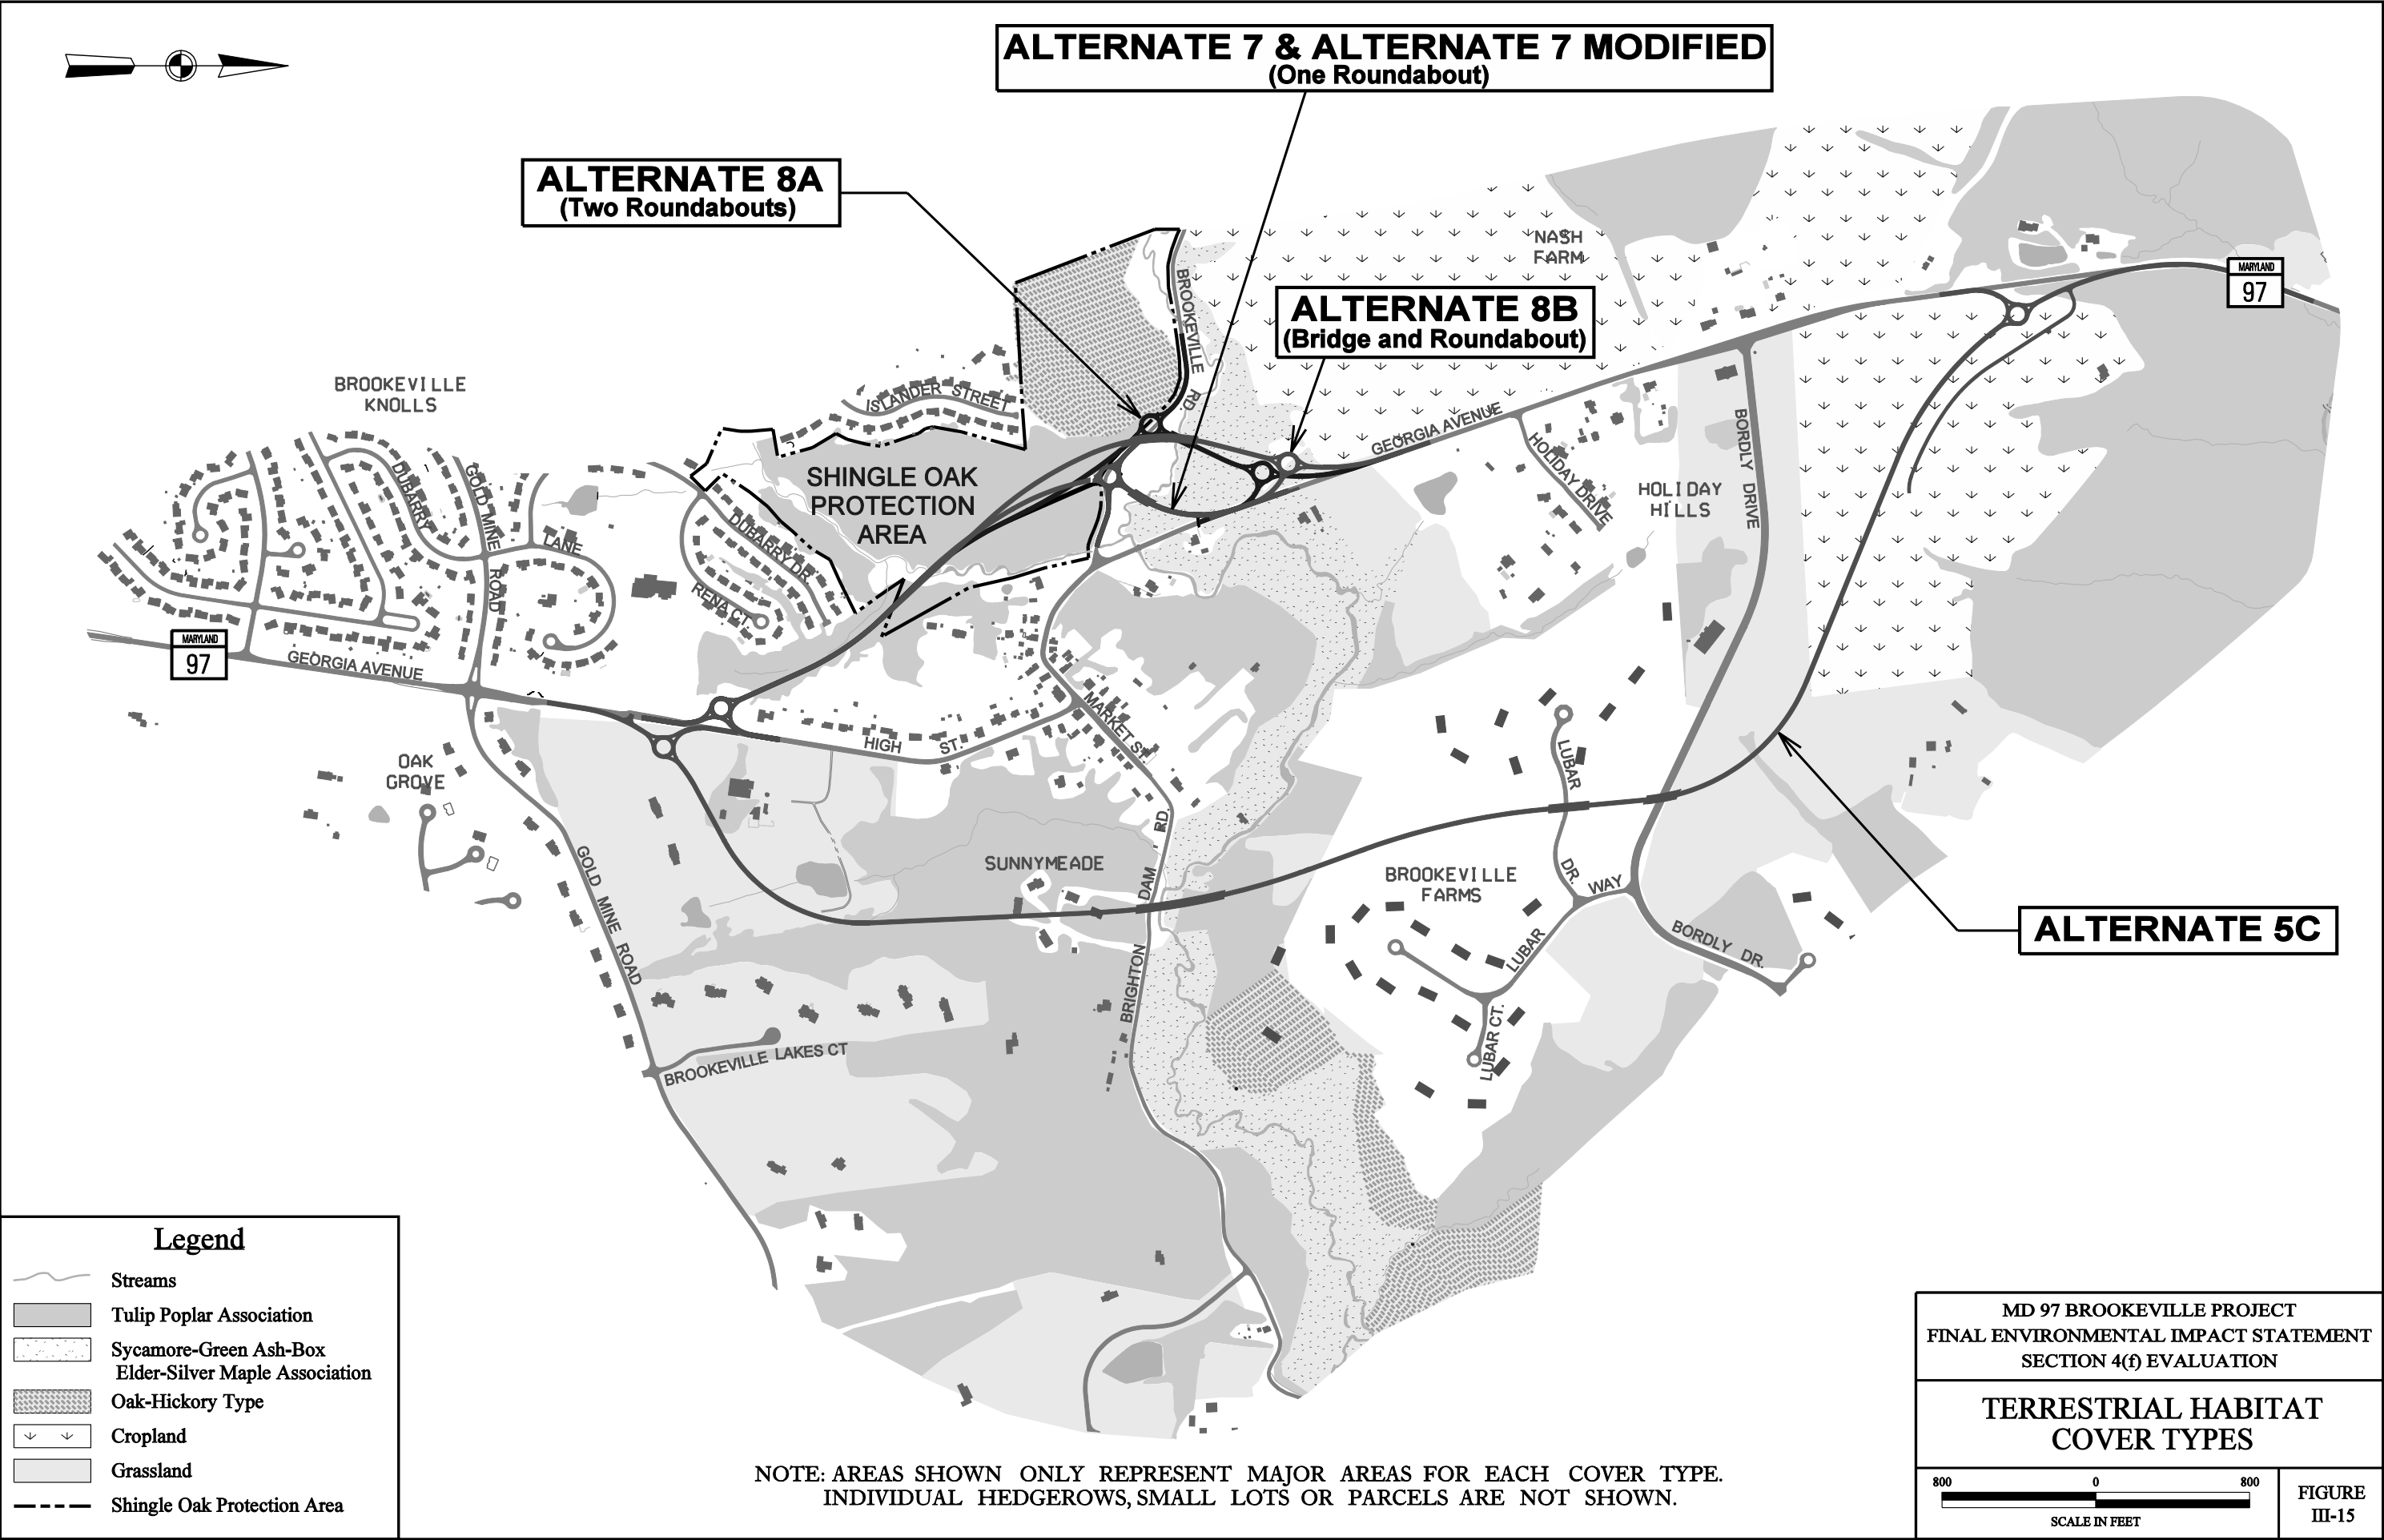 ALTERNATE 7 & ALTERNATE 7 MODIFIED
(One Roundabout)
ALTERNATE 8A
(Two Roundabouts)
NASH
FARM
BROOKEVILLE RD.
MARYLAND
97
ALTERNATE 8B
(Bridge and Roundabout)
BROOKEVILLE
KNOLLS
ISLANDER STREET
GEORGIA AVENUE
BORDLY DRIVE
HOLIDAY DRIVE
HOLIDAY
HILLS
SHINGLE OAK
PROTECTION
AREA
DUBARRY
GOLD MINE ROAD
LANE
DUBARRY DR.
RENA CT.
MARYLAND
97
GEORGIA AVENUE
MARKET ST.
HIGH ST.
OAK
GROVE
LUBAR DR.
SUNNYMEADE
BRIGHTON DAM RD.
GOLD MINE ROAD
BROOKEVILLE
FARMS
WAY
LUBAR
BORDLY DR.
ALTERNATE 5C
LUBAR CT.
BROOKEVILLE LAKES CT
Legend
Streams
Tulip Poplar Association
Sycamore-Green Ash-Box
Elder-Silver Maple Association
Oak-Hickory Type
Cropland
Grassland
Shingle Oak Protection Area
NOTE: AREAS SHOWN ONLY REPRESENT MAJOR AREAS FOR EACH COVER TYPE.
INDIVIDUAL HEDGEROWS, SMALL LOTS OR PARCELS ARE NOT SHOWN.
MD 97 BROOKEVILLE PROJECT
FINAL ENVIRONMENTAL IMPACT STATEMENT
SECTION 4(f) EVALUATION
TERRESTRIAL HABITAT
COVER TYPES
800 0 800
SCALE IN FEET
FIGURE
III-15